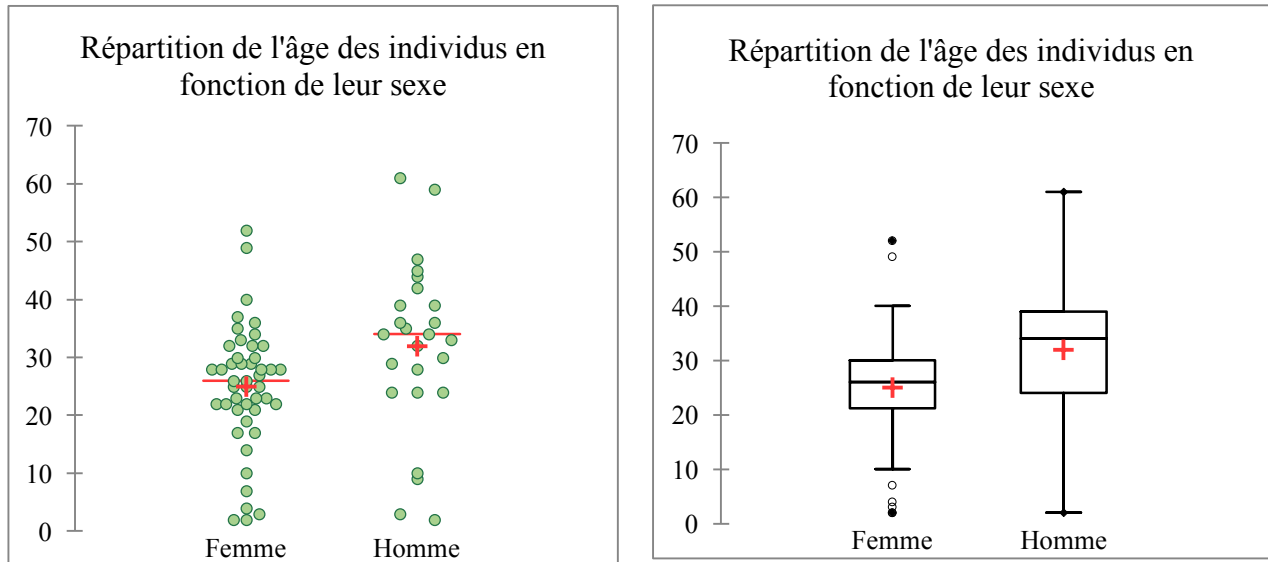 Répartition de l'âge des individus en
fonction de leur sexe
70
60
50
40
30
20
10
0
Femme
Homme
Répartition de l'âge des individus en
fonction de leur sexe
70
60
50
40
30
20
10
0
Femme
Homme